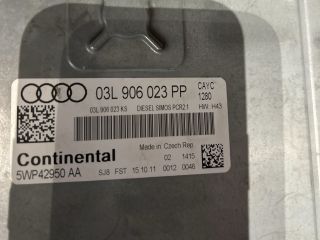 03L 906 023 PP CAYC
1280
03L 906 023 KS DIESEL SIMOS PCR2.1 HW: H43
Continental Made in Czech Rep.
02 1415
5WP42950 AA SJ8 FST 15.10.11 0012 0046